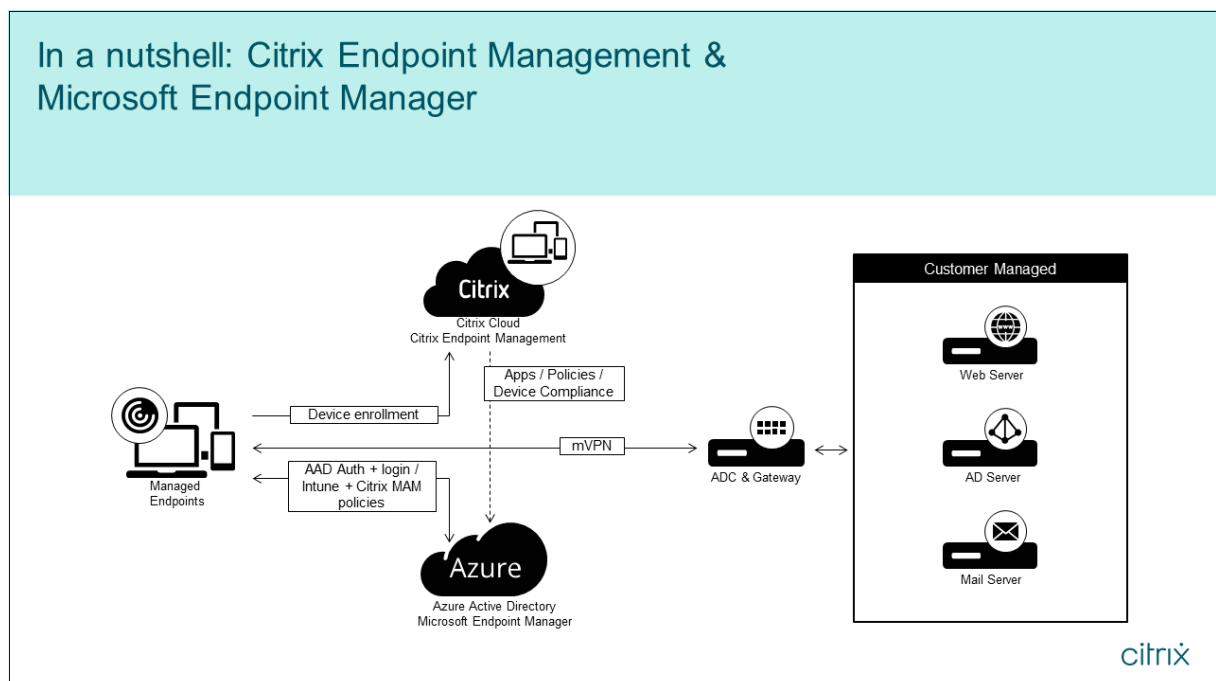 In a nutshell: Citrix Endpoint Management &
Microsoft Endpoint Manager
Citrix
Citrix Cloud
Citrix Endpoint Management
Apps / Policies /
Device Compliance
Device enrollment
mVPN
AAD Auth + login /
Intune + Citrix MAM
policies
Managed
Endpoints
Azure
Azure Active Directory
Microsoft Endpoint Manager
ADC & Gateway
Customer Managed
WWW
Web Server
AD Server
Mail Server
citrix